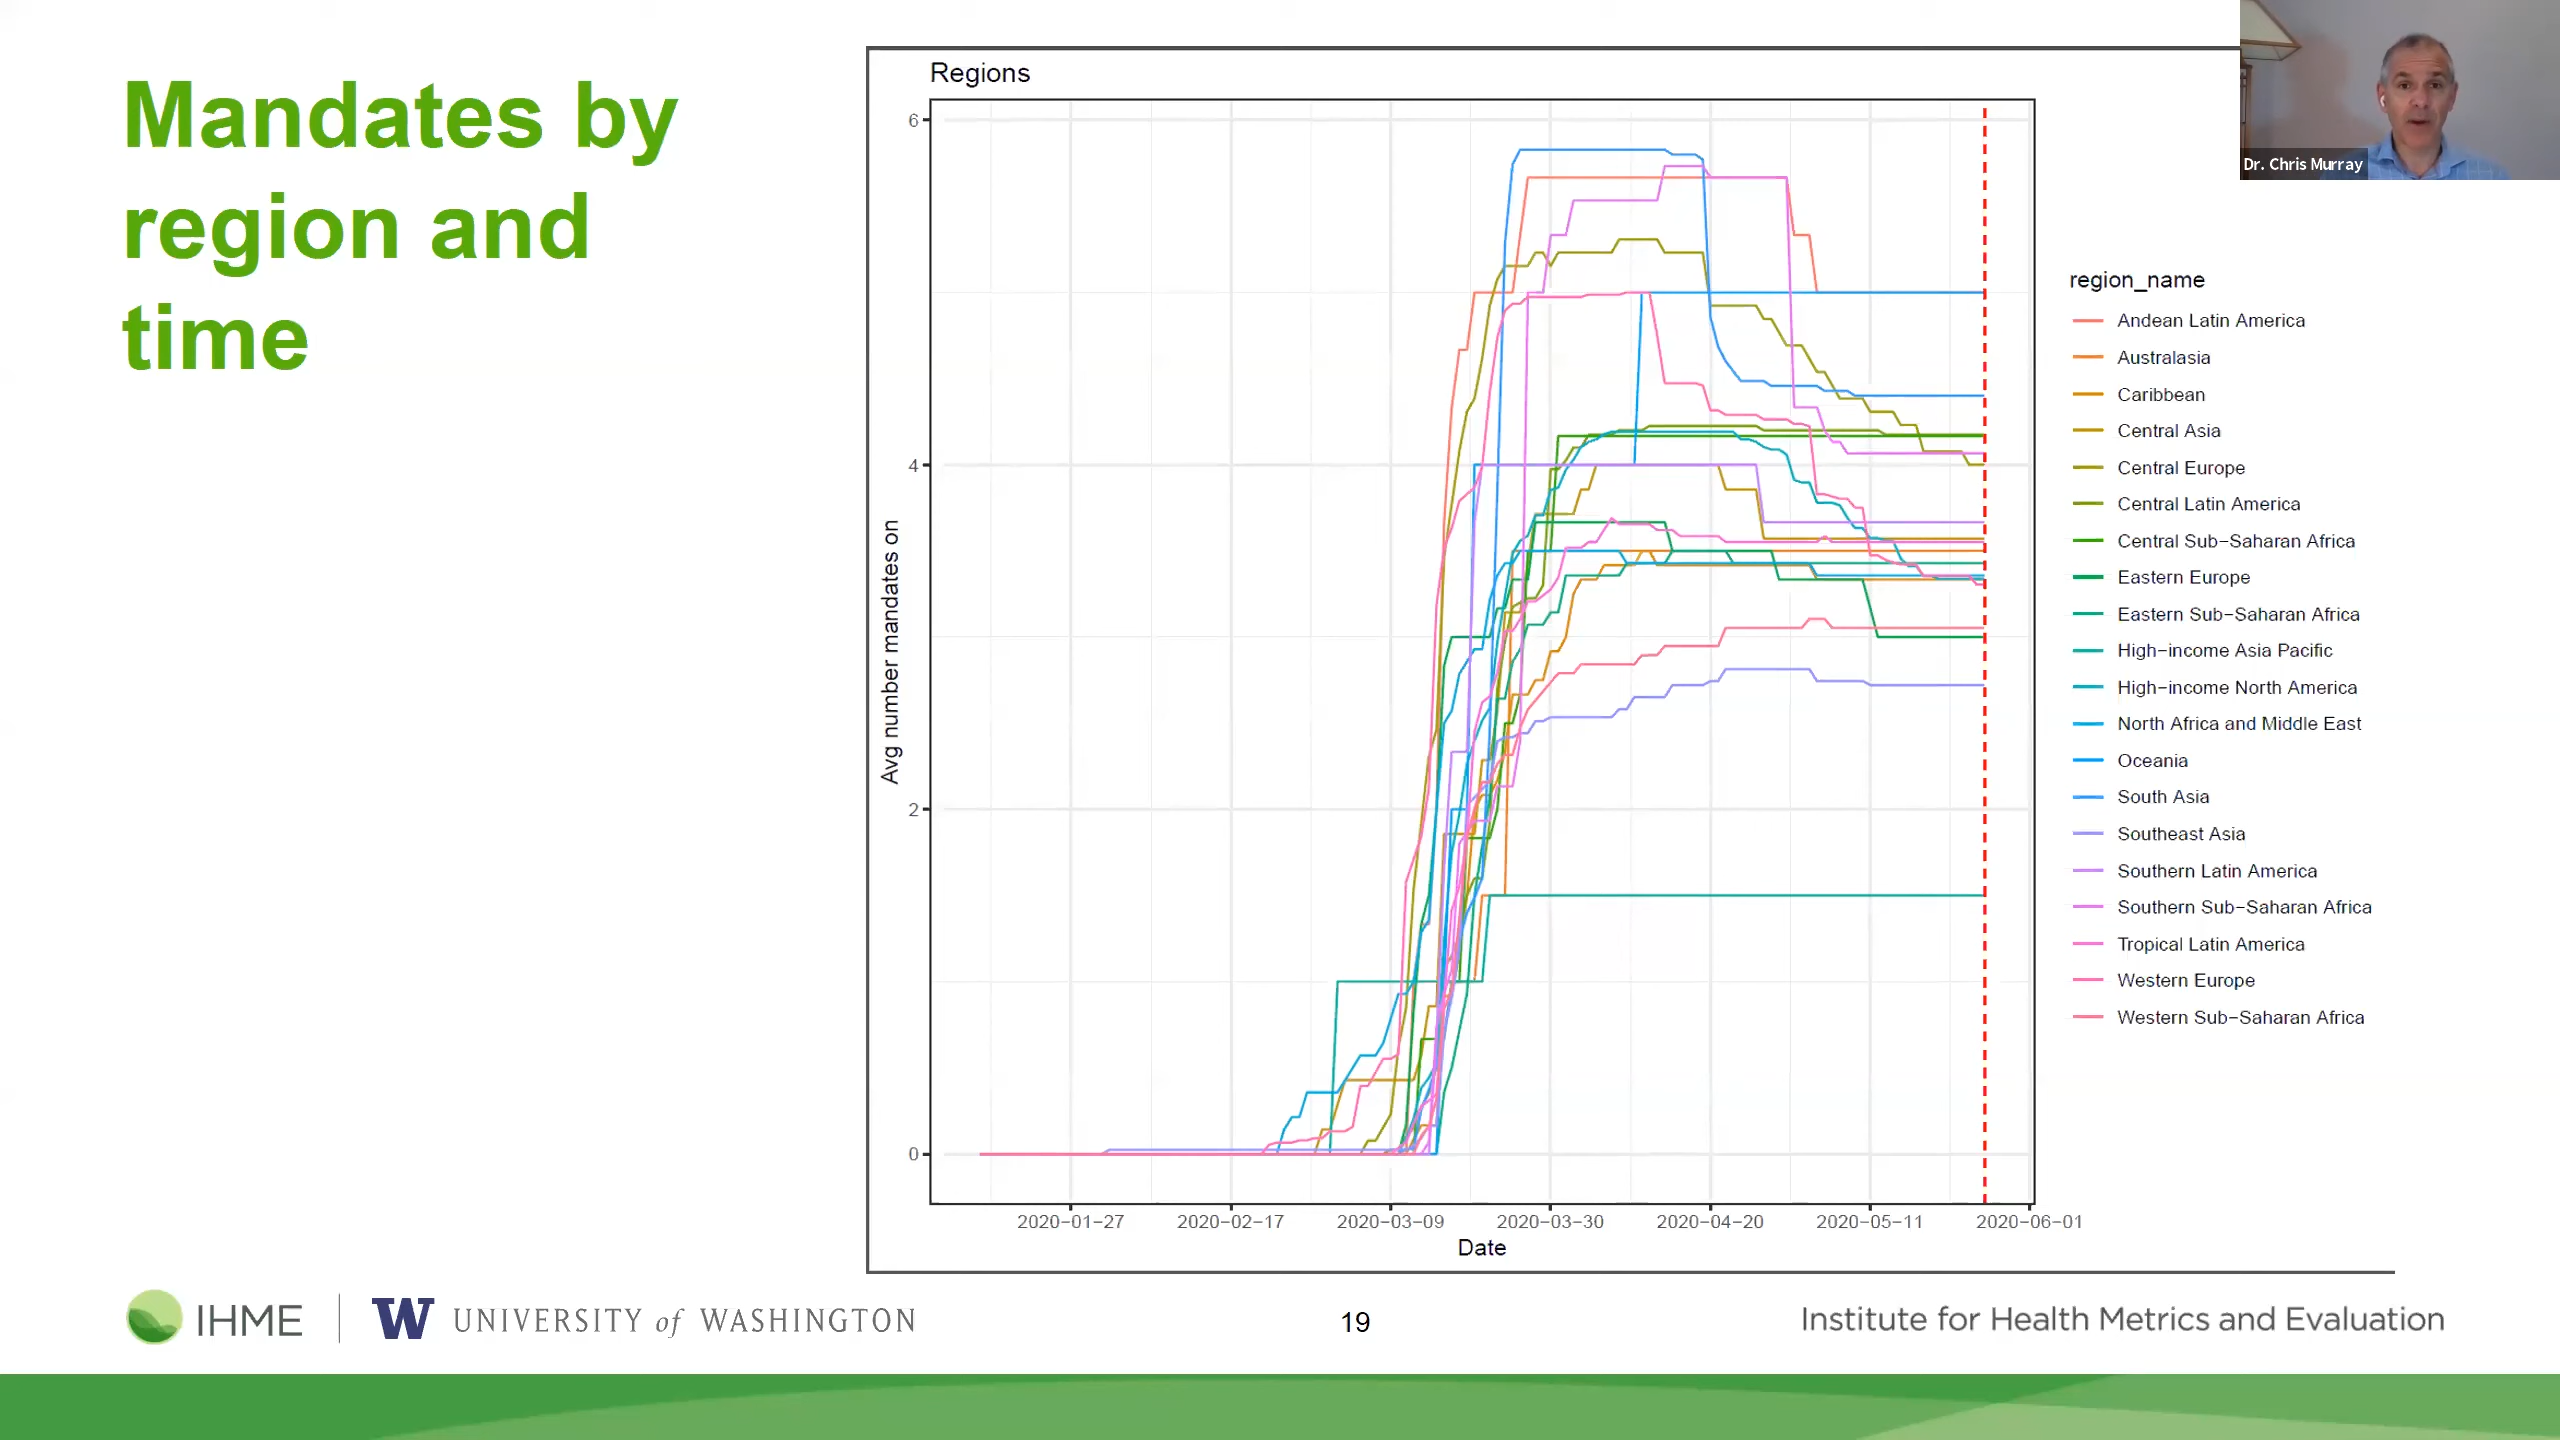 Mandates by
region and
time
Regions
Dr. Chris Murray
6
4
2
0
Avg number mandates on
2020-01-27
2020-02-17
2020-03-09
2020-03-30
2020-04-20
2020-05-11
2020-06-01
Date
region_name
Andean Latin America
Australasia
Caribbean
Central Asia
Central Europe
Central Latin America
Central Sub-Saharan Africa
Eastern Europe
Eastern Sub-Saharan Africa
High-income Asia Pacific
High-income North America
North Africa and Middle East
Oceania
South Asia
Southeast Asia
Southern Latin America
Southern Sub-Saharan Africa
Tropical Latin America
Western Europe
Western Sub-Saharan Africa
IHME
W UNIVERSITY of WASHINGTON
19
Institute for Health Metrics and Evaluation